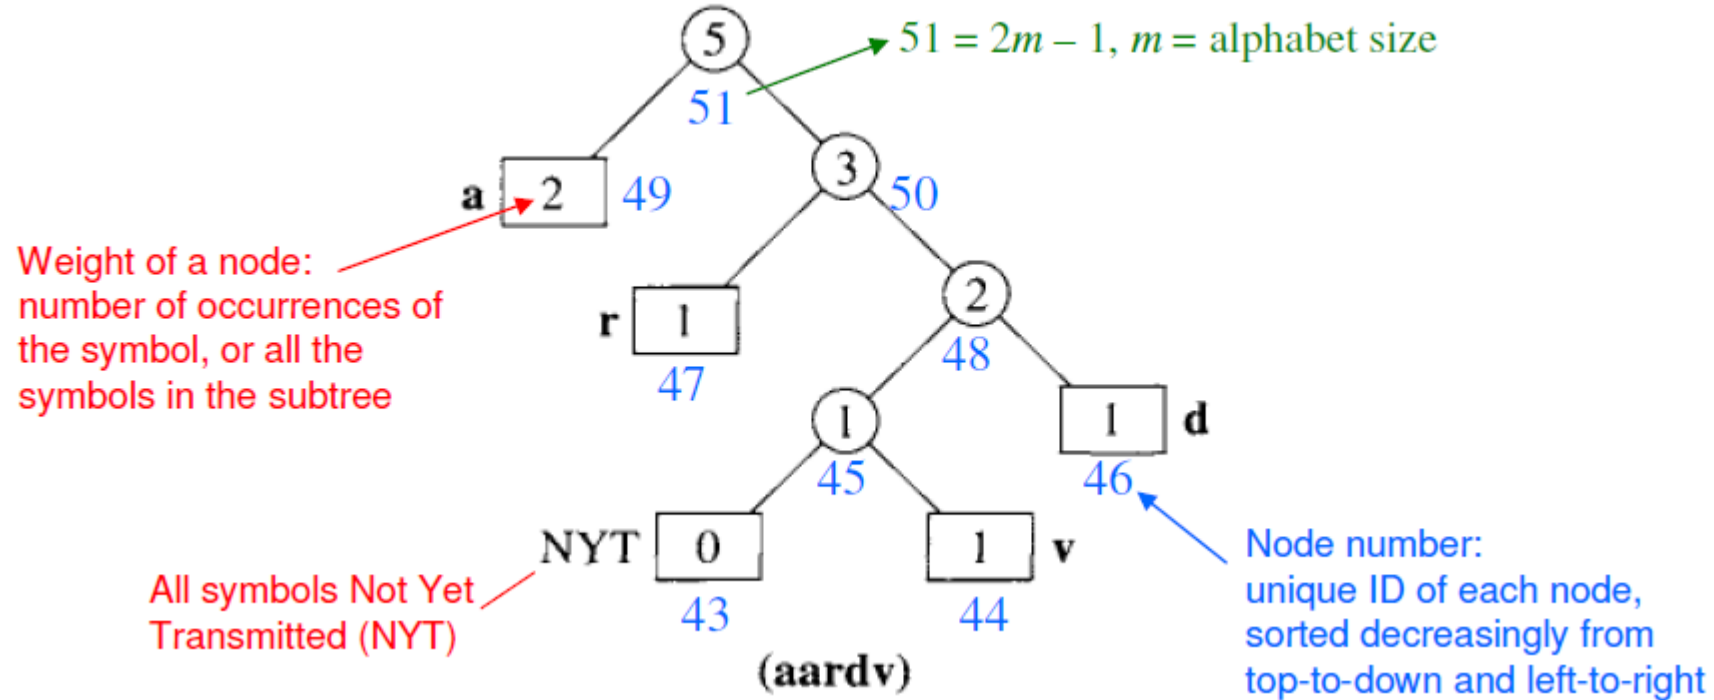 5
51 = 2m – 1, m = alphabet size
51
3
a 2 49
50
Weight of a node:
number of occurrences of
the symbol, or all the
symbols in the subtree
2
r 1
48
47
1
1 d
45
46
NYT 0
1 v
Node number:
unique ID of each node,
sorted decreasingly from
top-to-down and left-to-right
All symbols Not Yet
Transmitted (NYT)
43
44
(aardv)